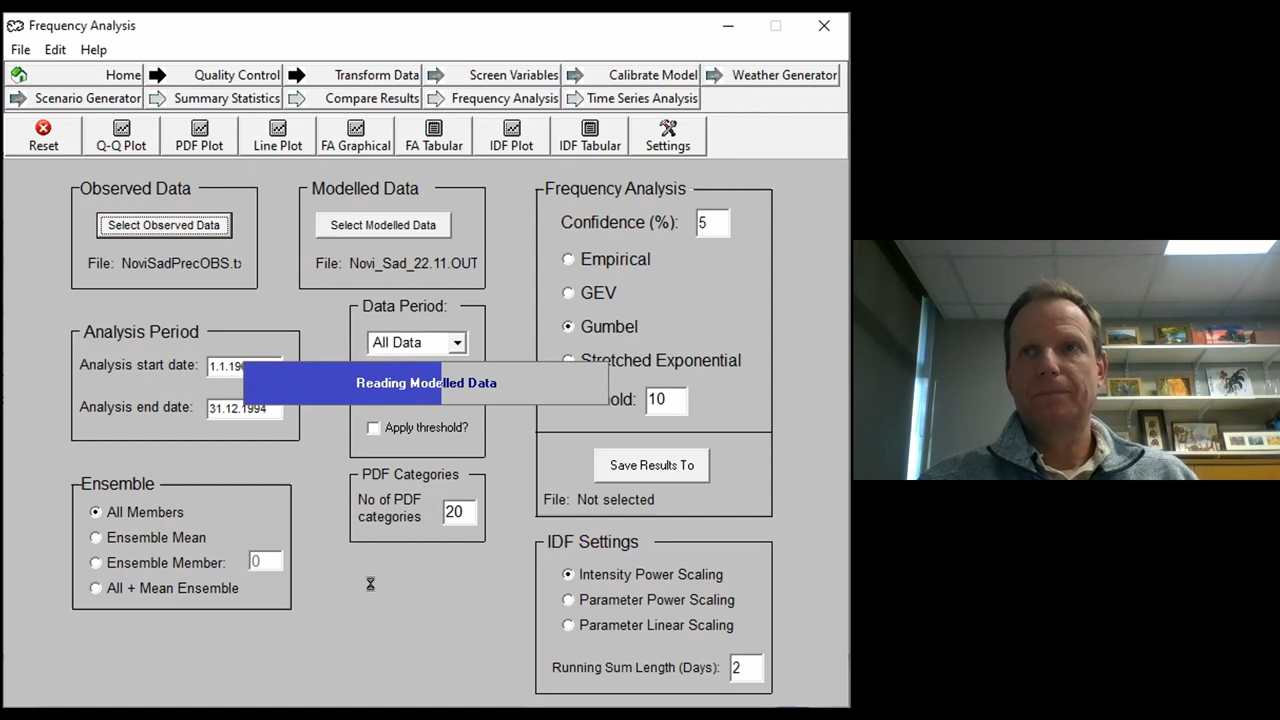 Frequency Analysis
File Edit Help
Home Quality Control Transform Data Screen Variables Calibrate Model Weather Generator
Scenario Generator Summary Statistics Compare Results Frequency Analysis Time Series Analysis
Reset Q-Q Plot PDF Plot Line Plot FA Graphical FA Tabular IDF Plot IDF Tabular Settings
Observed Data
Select Observed Data
File: NoviSadPrecOBS.tx
Modelled Data
Select Modelled Data
File: Novi_Sad_22.11.OUT
Analysis Period
Analysis start date: 1.1.19
Analysis end date: 31.12.1994
Data Period:
All Data
Reading Modelled Data
Apply threshold?
Ensemble
All Members
Ensemble Mean
Ensemble Member: 0
All + Mean Ensemble
PDF Categories
No of PDF
categories 20
Frequency Analysis
Confidence (%): 5
Empirical
GEV
Gumbel
Stretched Exponential
old: 10
Save Results To
File: Not selected
IDF Settings
Intensity Power Scaling
Parameter Power Scaling
Parameter Linear Scaling
Running Sum Length (Days): 2